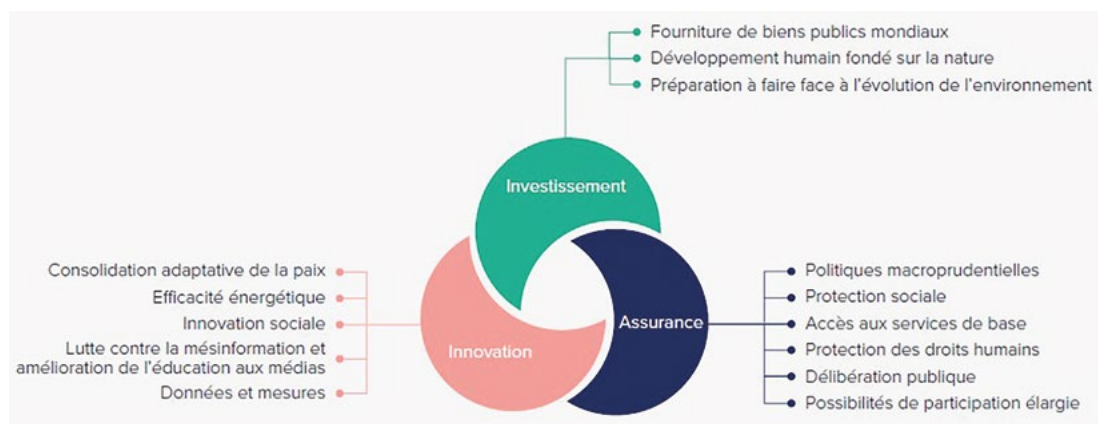 Fourniture de biens publics mondiaux
Développement humain fondé sur la nature
Préparation à faire face à l'évolution de l'environnement
Investissement
Consolidation adaptative de la paix
Efficacité énergétique
Innovation sociale
Lutte contre la mésinformation et
amélioration de l'éducation aux médias
Données et mesures
Innovation
Assurance
Politiques macroprudentielles
Protection sociale
Accès aux services de base
Protection des droits humains
Délibération publique
Possibilités de participation élargie